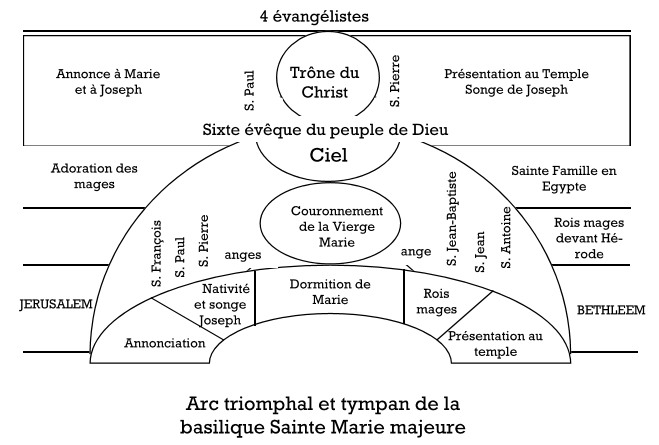 4 évangélistes
Annonce à Marie
et à Joseph
S. Paul
Trône du
Christ
S. Pierre
Présentation au Temple
Songe de Joseph
Sixte évêque du peuple de Dieu
Ciel
Adoration des
mages
Sainte Famille en
Egypte
Couronnement
de la Vierge
Marie
S. François
S. Paul
S. Pierre
anges
ange
S. Jean-Baptiste
S. Jean
S. Antoine
Rois mages
devant Hé-
rode
JERUSALEM
Nativité
et songe
Joseph
Dormition de
Marie
Rois
mages
BETHLEEM
Annonciation
Présentation au
temple
Arc triomphal et tympan de la
basilique Sainte Marie majeure